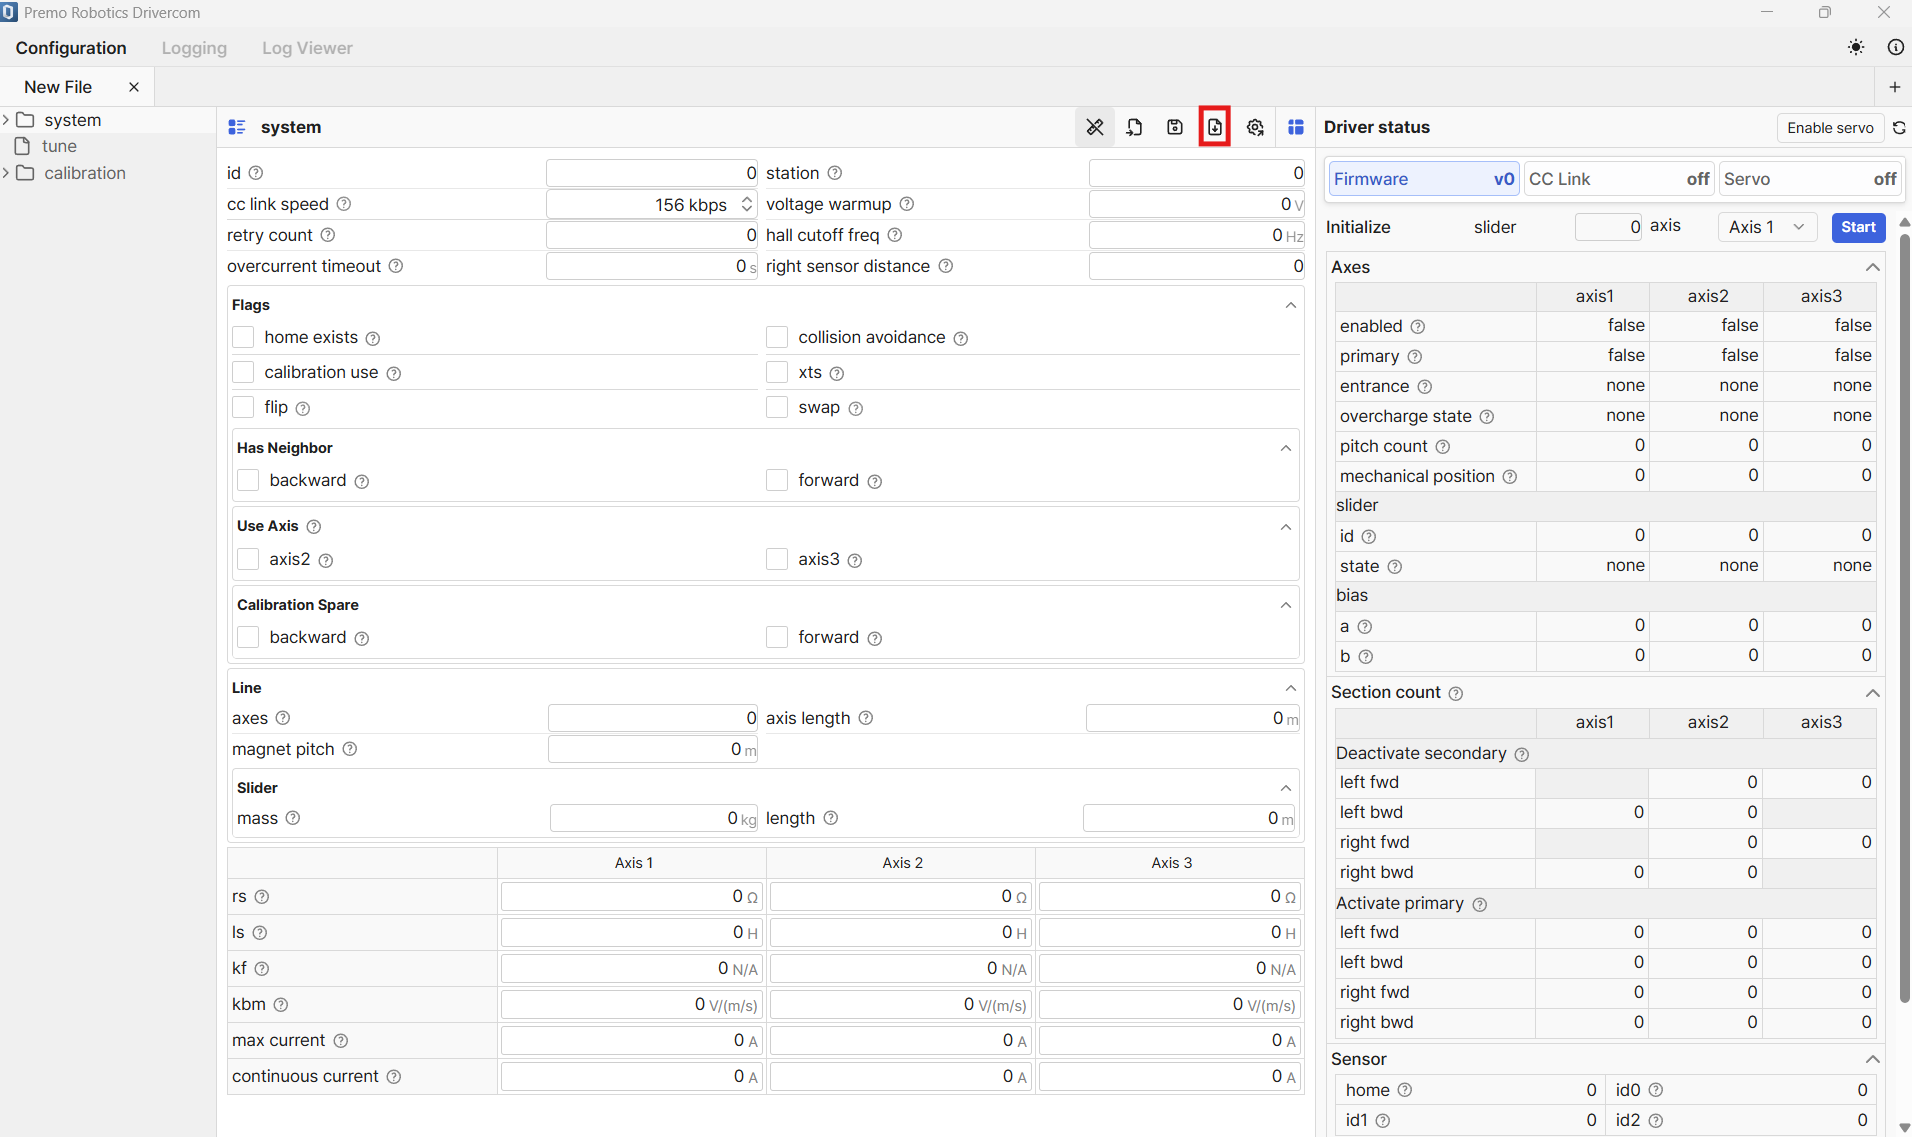 Premo Robotics Drivercom
Configuration Logging Log Viewer
New File
system
tune
calibration
system
id 0 station 0
cc link speed 156 kbps voltage warmup 0 V
retry count 0 hall cutoff freq 0 Hz
overcurrent timeout 0 s right sensor distance 0
Flags
home exists collision avoidance
calibration use xts
flip swap
Has Neighbor
backward forward
Use Axis
axis2 axis3
Calibration Spare
backward forward
Line
axes 0 axis length 0 m
magnet pitch 0 m
Slider
mass 0 kg length 0 m
Axis 1 Axis 2 Axis 3
rs 0 Ω 0 Ω 0 Ω
ls 0 H 0 H 0 H
kf 0 N/A 0 N/A 0 N/A
kbm 0 V/(m/s) 0 V/(m/s) 0 V/(m/s)
max current 0 A 0 A 0 A
continuous current 0 A 0 A 0 A
Driver status Enable servo
Firmware v0 CC Link off Servo off
Initialize slider 0 axis Axis 1 Start
Axes
axis1 axis2 axis3
enabled false false false
primary false false false
entrance none none none
overcharge state none none none
pitch count 0 0 0
mechanical position 0 0 0
slider
id 0 0 0
state none none none
bias
a 0 0 0
b 0 0 0
Section count
axis1 axis2 axis3
Deactivate secondary
left fwd 0 0
left bwd 0 0
right fwd 0 0
right bwd 0 0
Activate primary
left fwd 0 0 0
left bwd 0 0 0
right fwd 0 0 0
right bwd 0 0 0
Sensor
home 0 id0 0
id1 0 id2 0